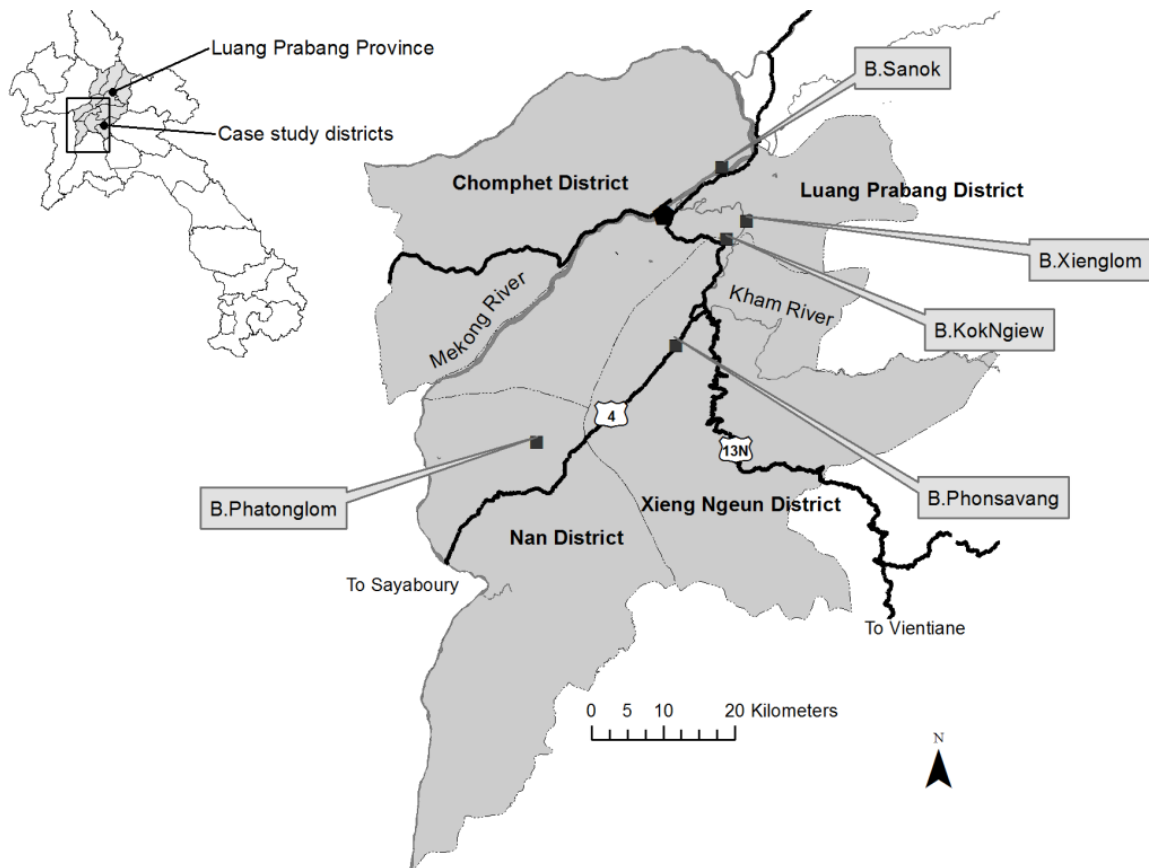 Luang Prabang Province
Case study districts
B.Sanok
Chomphet District
Luang Prabang District
B.Xienglom
Mekong River
Kham River
B.KokNgiew
4
13N
B.Phatonglom
B.Phonsavang
Xieng Ngeun District
Nan District
To Sayaboury
To Vientiane
0 5 10 20 Kilometers
N